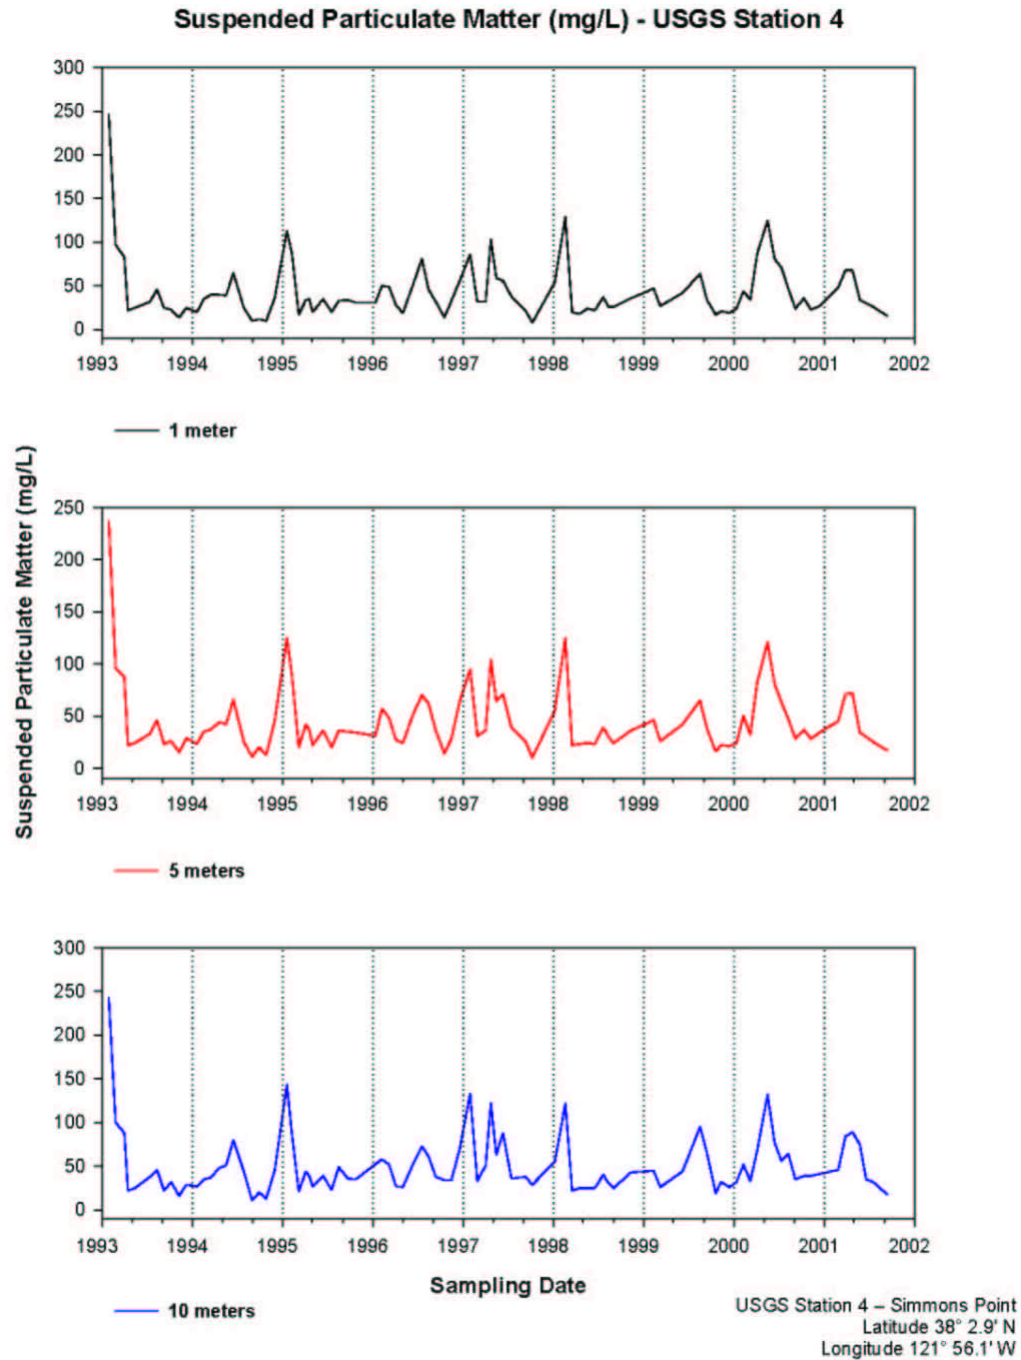 Suspended Particulate Matter (mg/L) - USGS Station 4
300
250
200
150
100
50
0
1993 1994 1995 1996 1997 1998 1999 2000 2001 2002
1 meter
Suspended Particulate Matter (mg/L)
250
200
150
100
50
0
1993 1994 1995 1996 1997 1998 1999 2000 2001 2002
5 meters
300
250
200
150
100
50
0
1993 1994 1995 1996 1997 1998 1999 2000 2001 2002
Sampling Date
10 meters
USGS Station 4 – Simmons Point
Latitude 38° 2.9' N
Longitude 121° 56.1' W